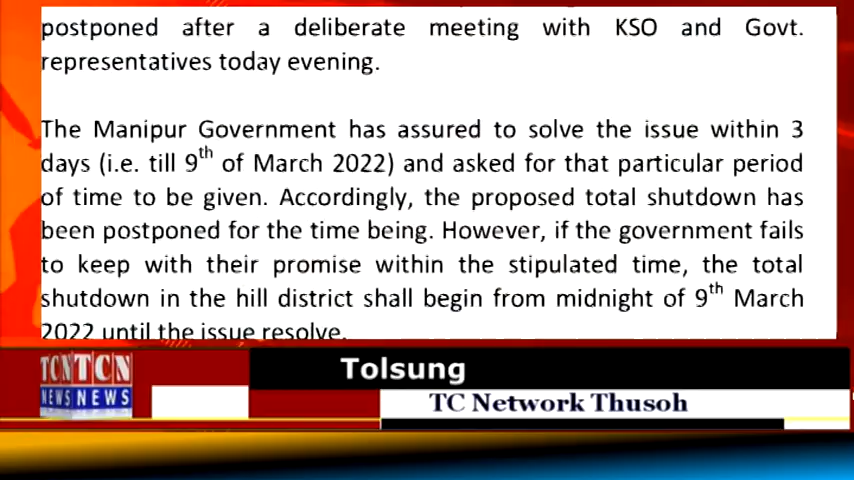 postponed after a deliberate meeting with KSO and Govt.
representatives today evening.
The Manipur Government has assured to solve the issue within 3
days (i.e. till 9th of March 2022) and asked for that particular period
of time to be given. Accordingly, the proposed total shutdown has
been postponed for the time being. However, if the government fails
to keep with their promise within the stipulated time, the total
shutdown in the hill district shall begin from midnight of 9th March
2022 until the issue resolve.
TCN TCN
NEWS NEWS
Tolsung
TC Network Thusoh